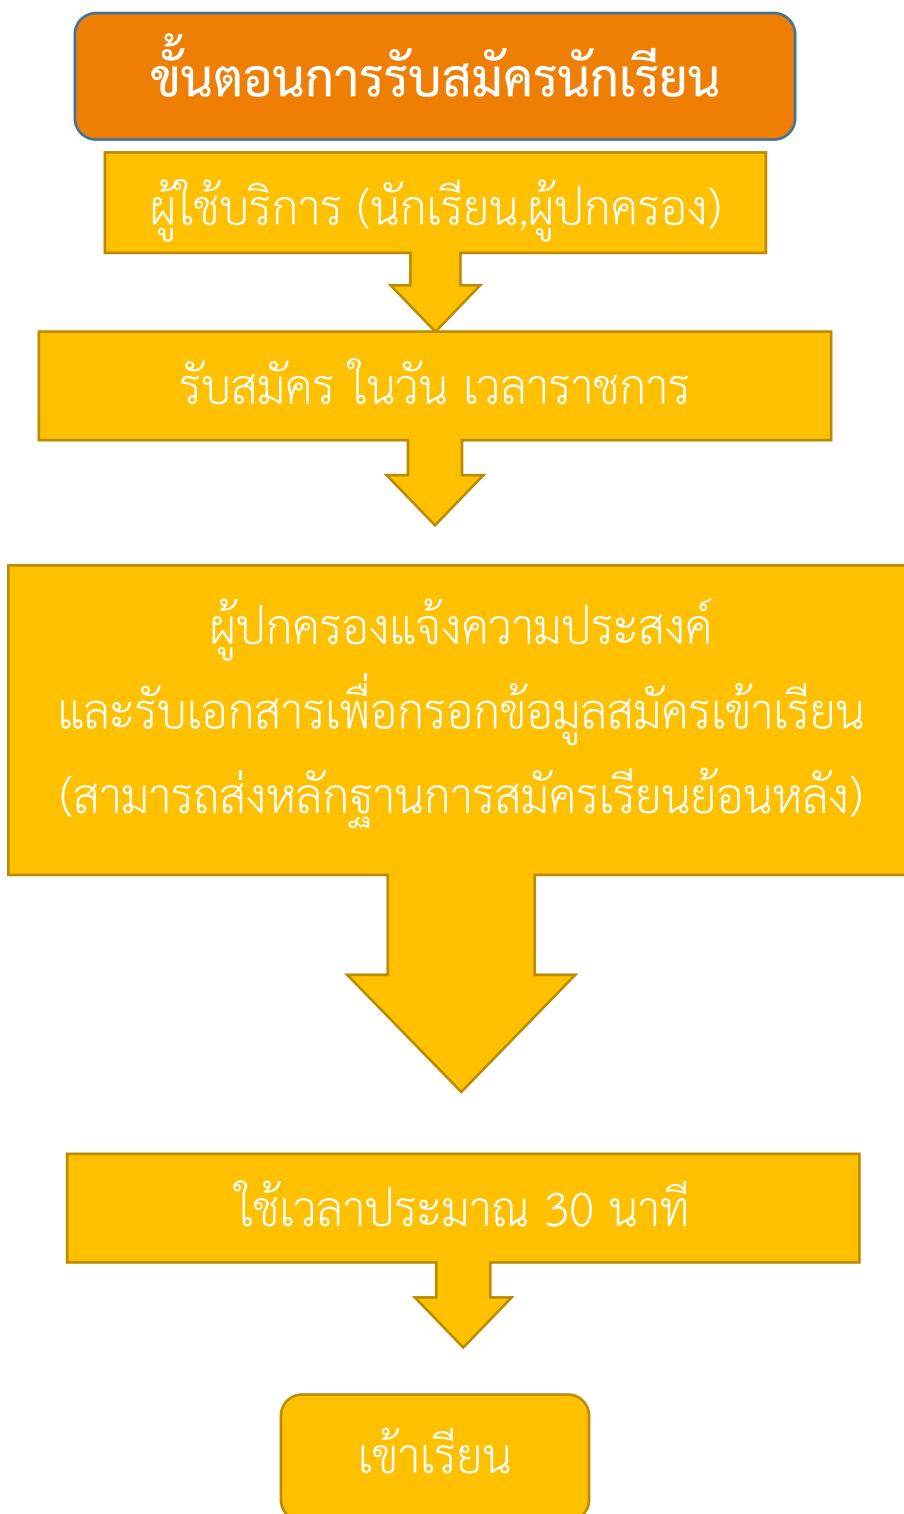 ขั้นตอนการรับสมัครนักเรียน
ผู้ใช้บริการ (นักเรียน,ผู้ปกครอง)
รับสมัคร ในวัน เวลาราชการ
ผู้ปกครองแจ้งความประสงค์
และรับเอกสารเพื่อกรอกข้อมูลสมัครเข้าเรียน
(สามารถส่งหลักฐานการสมัครเรียนย้อนหลัง)
ใช้เวลาประมาณ 30 นาที
เข้าเรียน